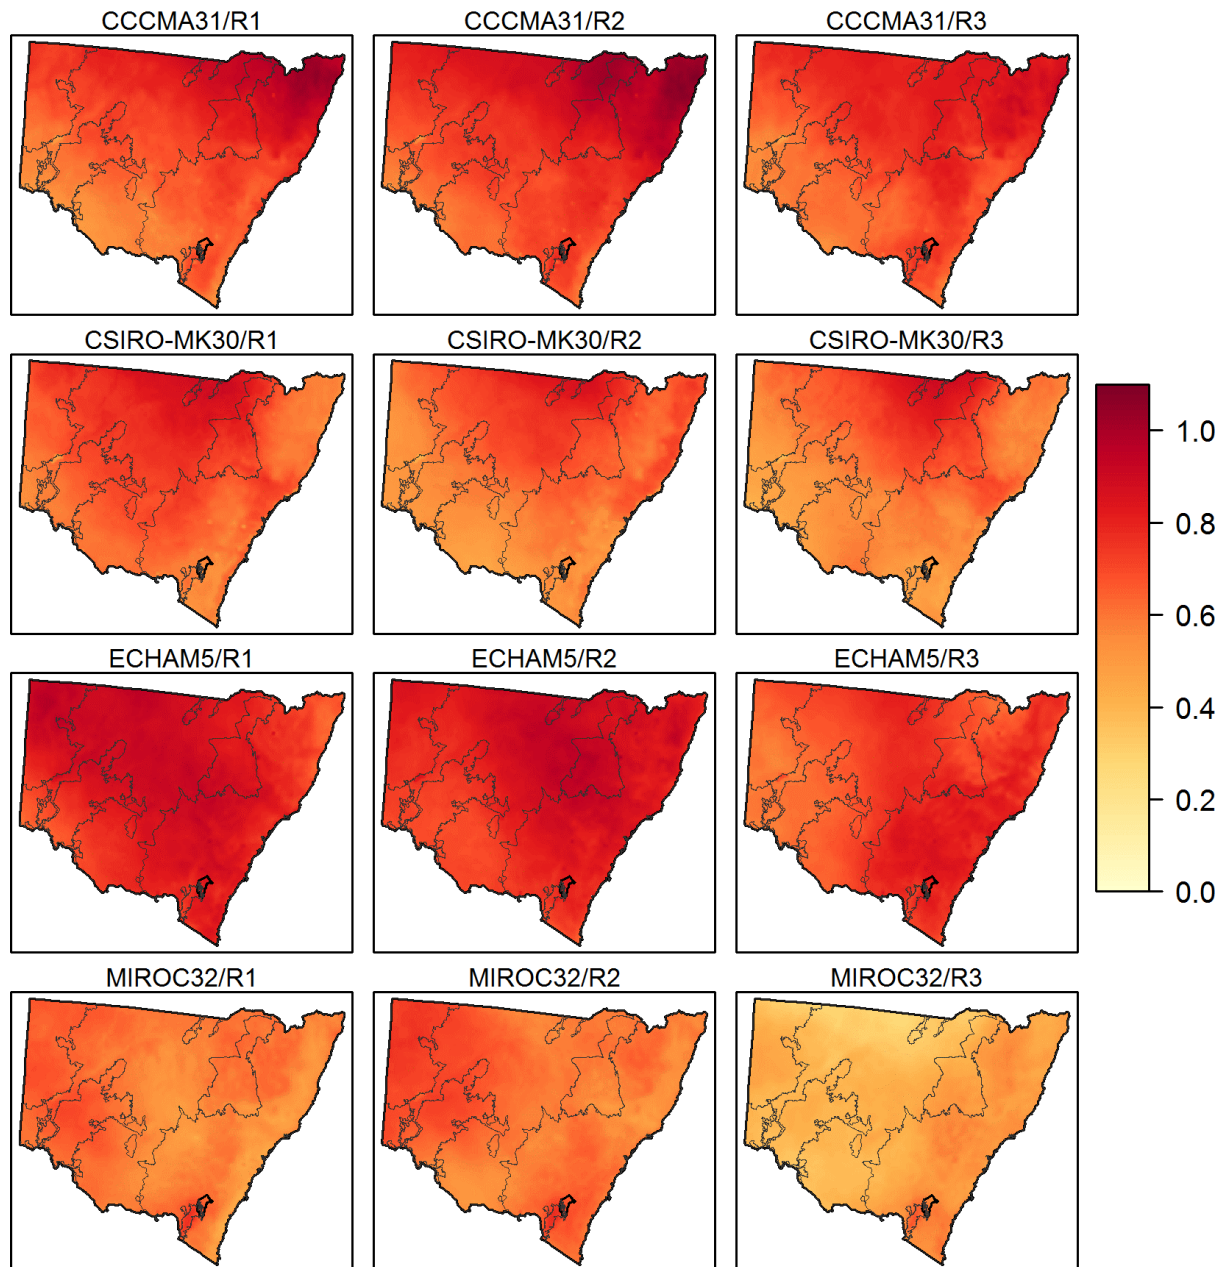 CCCMA31/R1 CCCMA31/R2 CCCMA31/R3
CSIRO-MK30/R1 CSIRO-MK30/R2 CSIRO-MK30/R3
ECHAM5/R1 ECHAM5/R2 ECHAM5/R3
MIROC32/R1 MIROC32/R2 MIROC32/R3
1.0
0.8
0.6
0.4
0.2
0.0